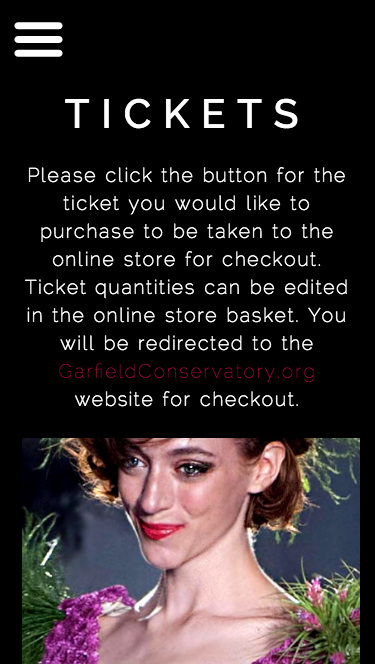 TICKETS
Please click the button for the
ticket you would like to
purchase to be taken to the
online store for checkout.
Ticket quantities can be edited
in the online store basket. You
will be redirected to the
GarfieldConservatory.org
website for checkout.